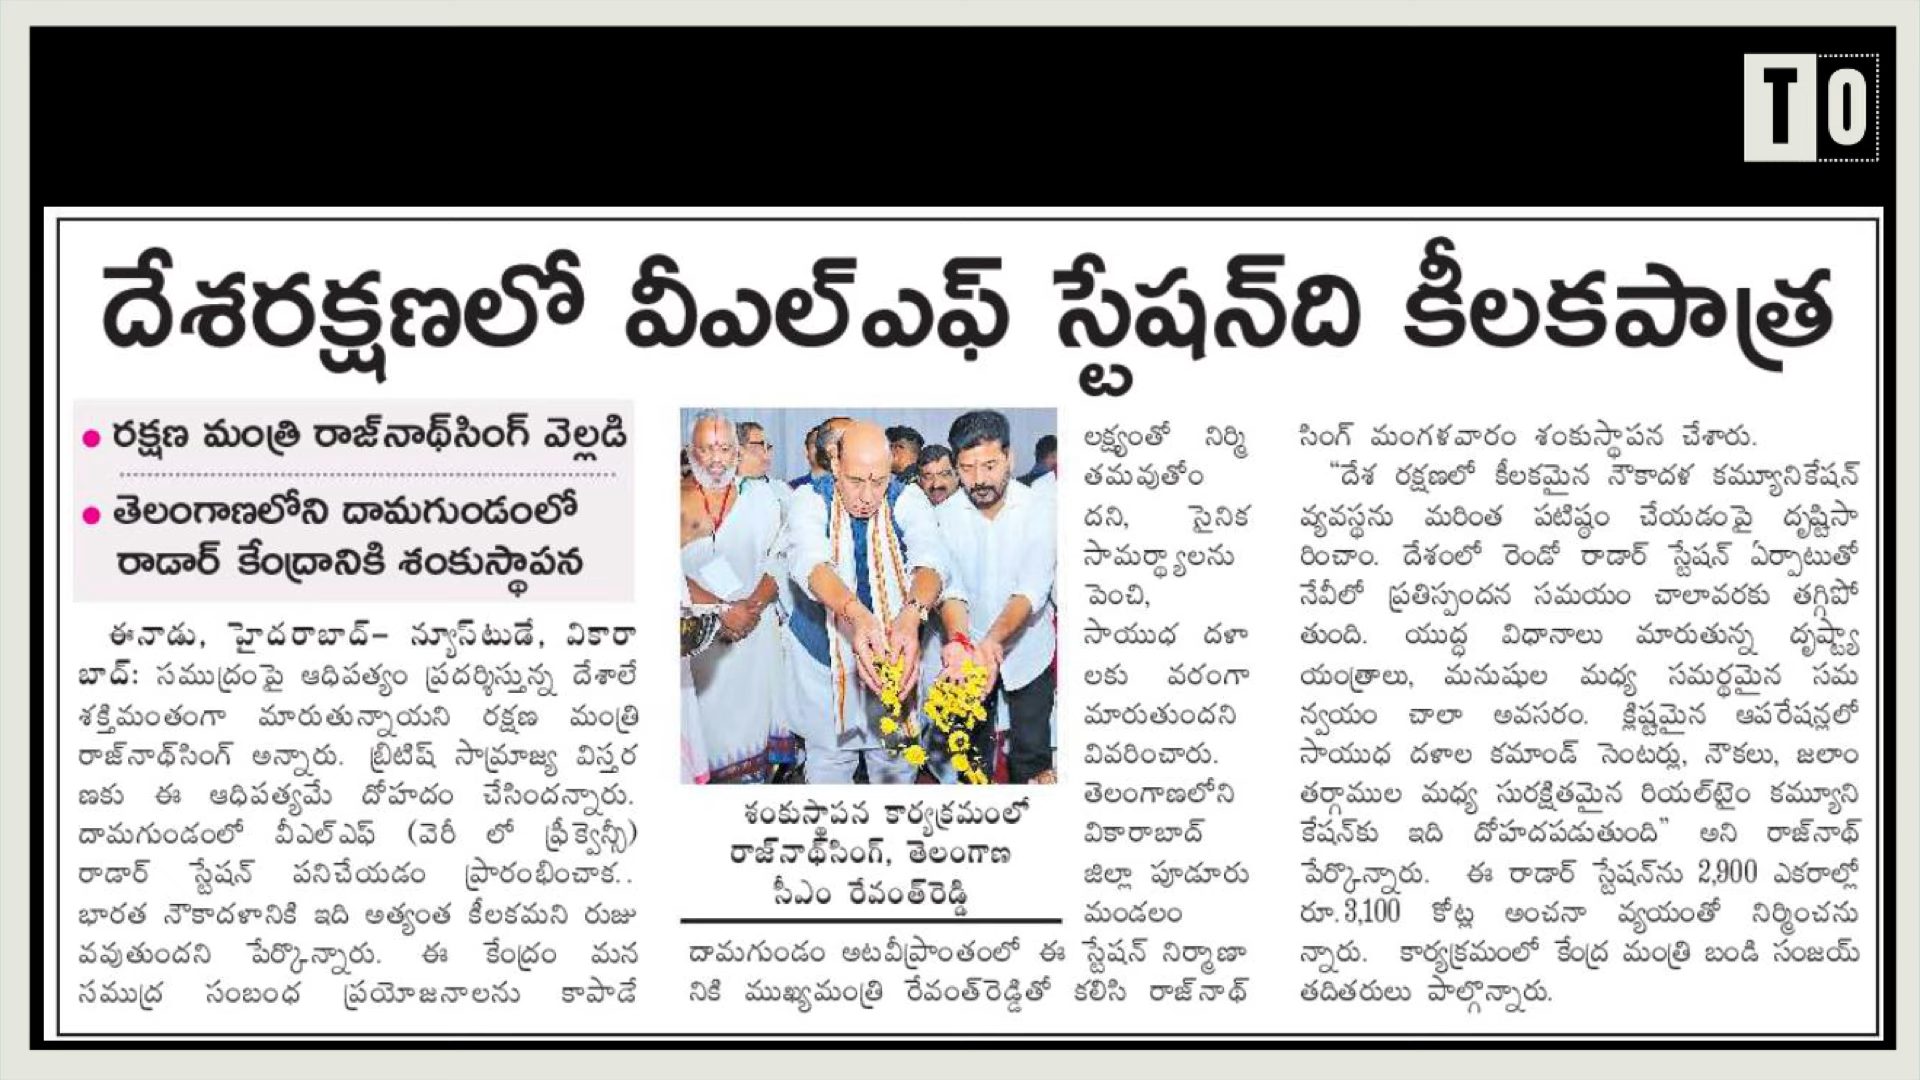 TO
దేశరక్షణలో వీఎల్ఎఫ్ స్టేషన్‌ది కీలకపాత్ర
• రక్షణ మంత్రి రాజ్‌నాథ్‌సింగ్ వెల్లడి
• తెలంగాణలోని దామగుండంలో
రాడార్ కేంద్రానికి శంకుస్థాపన
ఈనాడు, హైదరాబాద్– న్యూస్‌టుడే, వికారా
బాద్: సముద్రంపై ఆధిపత్యం ప్రదర్శిస్తున్న దేశాలే
శక్తిమంతంగా మారుతున్నాయని రక్షణ మంత్రి
రాజ్‌నాథ్‌సింగ్ అన్నారు. బ్రిటిష్ సామ్రాజ్య విస్తర
ణకు ఈ ఆధిపత్యమే దోహదం చేసిందన్నారు.
దామగుండంలో వీఎల్ఎఫ్ (వెరీ లో ఫ్రీక్వెన్సీ)
రాడార్ స్టేషన్ పనిచేయడం ప్రారంభించాక..
భారత నౌకాదళానికి ఇది అత్యంత కీలకమని రుజు
వవుతుందని పేర్కొన్నారు. ఈ కేంద్రం మన
సముద్ర సంబంధ ప్రయోజనాలను కాపాడే
శంకుస్థాపన కార్యక్రమంలో
రాజ్‌నాథ్‌సింగ్, తెలంగాణ
సీఎం రేవంత్‌రెడ్డి
లక్ష్యంతో నిర్మి
తమవుతోం
దని, సైనిక
సామర్థ్యాలను
పెంచి,
సాయుధ దళా
లకు వరంగా
మారుతుందని
వివరించారు.
తెలంగాణలోని
వికారాబాద్
జిల్లా పూడూరు
మండలం
దామగుండం అటవీప్రాంతంలో ఈ స్టేషన్ నిర్మాణా
నికి ముఖ్యమంత్రి రేవంత్‌రెడ్డితో కలిసి రాజ్‌నాథ్
సింగ్ మంగళవారం శంకుస్థాపన చేశారు.
“దేశ రక్షణలో కీలకమైన నౌకాదళ కమ్యూనికేషన్
వ్యవస్థను మరింత పటిష్ఠం చేయడంపై దృష్టిసా
రించాం. దేశంలో రెండో రాడార్ స్టేషన్ ఏర్పాటుతో
నేవీలో ప్రతిస్పందన సమయం చాలావరకు తగ్గిపో
తుంది. యుద్ధ విధానాలు మారుతున్న దృష్ట్యా
యంత్రాలు, మనుషుల మధ్య సమర్థమైన సమ
న్వయం చాలా అవసరం. క్లిష్టమైన ఆపరేషన్లలో
సాయుధ దళాల కమాండ్ సెంటర్లు, నౌకలు, జలాం
తర్గాముల మధ్య సురక్షితమైన రియల్‌టైం కమ్యూని
కేషన్‌కు ఇది దోహదపడుతుంది” అని రాజ్‌నాథ్
పేర్కొన్నారు. ఈ రాడార్ స్టేషన్‌ను 2,900 ఎకరాల్లో
రూ.3,100 కోట్ల అంచనా వ్యయంతో నిర్మించను
న్నారు. కార్యక్రమంలో కేంద్ర మంత్రి బండి సంజయ్
తదితరులు పాల్గొన్నారు.